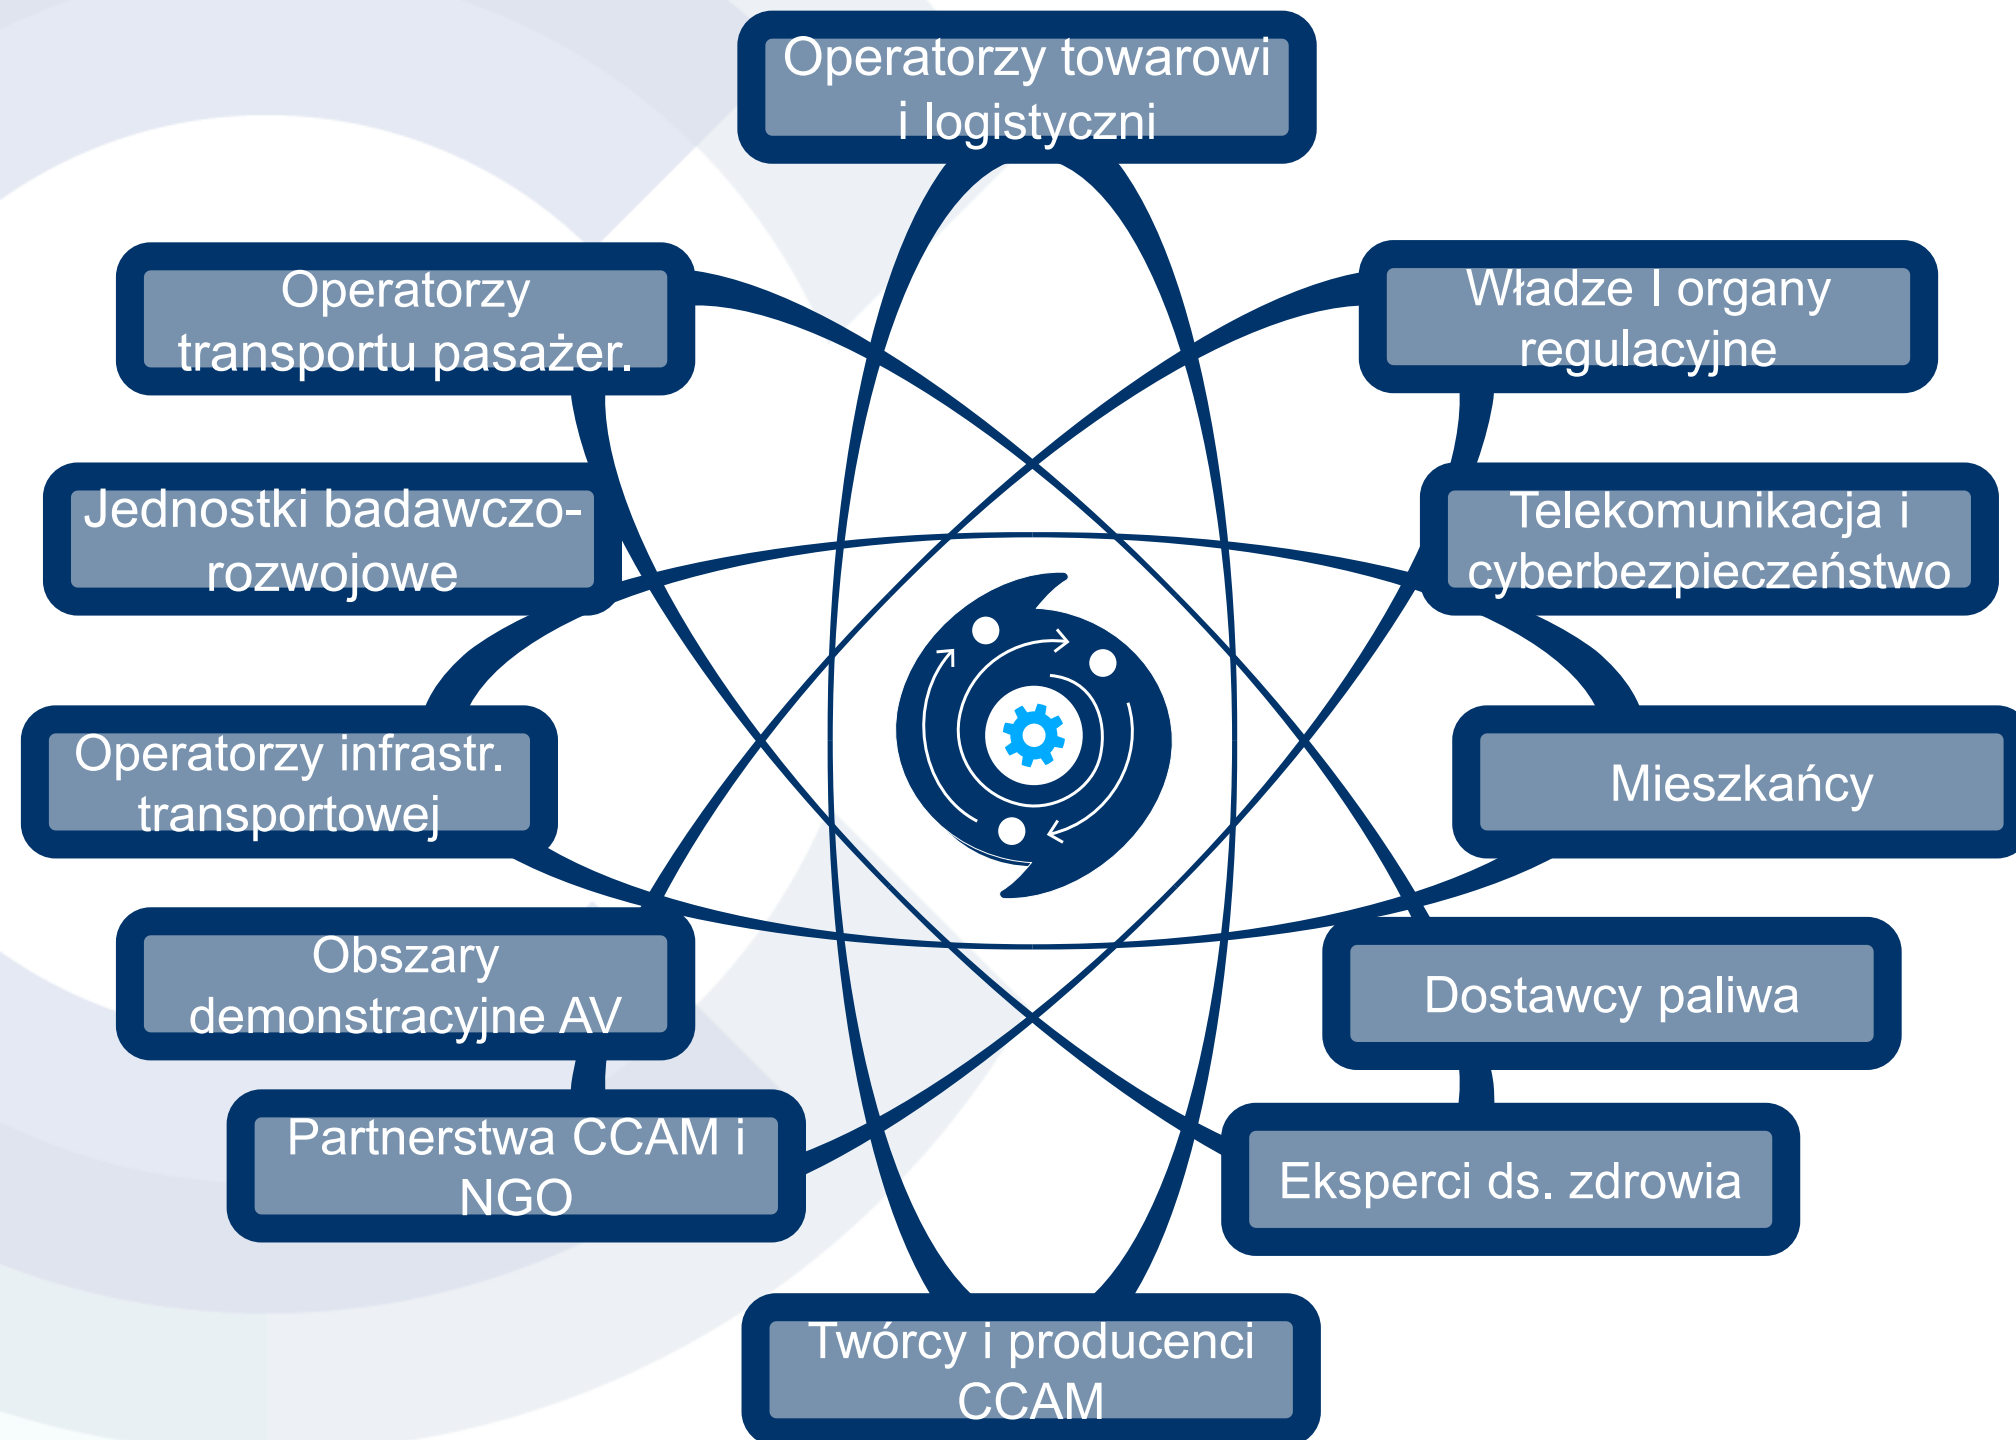 Operatorzy towarowi
i logistyczni
Operatorzy
transportu pasażer.
Władze I organy
regulacyjne
Jednostki badawczo-
rozwojowe
Telekomunikacja i
cyberbezpieczeństwo
Operatorzy infrastr.
transportowej
Mieszkańcy
Obszary
demonstracyjne AV
Dostawcy paliwa
Partnerstwa CCAM i
NGO
Eksperci ds. zdrowia
Twórcy i producenci
CCAM